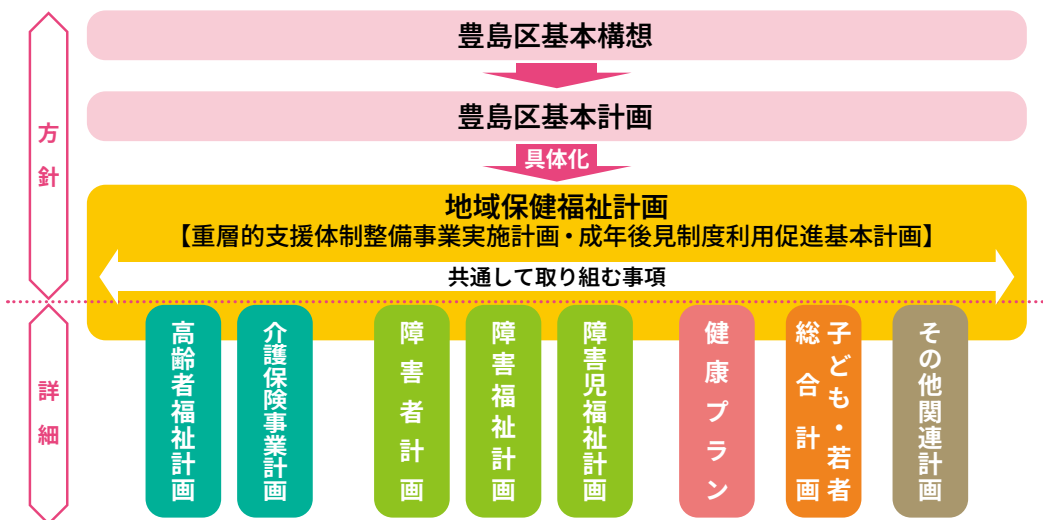 豊島区基本構想
豊島区基本計画
具体化
方針
地域保健福祉計画
【重層的支援体制整備事業実施計画・成年後見制度利用促進基本計画】
共通して取り組む事項
詳細
高齢者福祉計画
介護保険事業計画
障害者計画
障害福祉計画
障害児福祉計画
健康プラン
子ども・若者
総合計画
その他関連計画